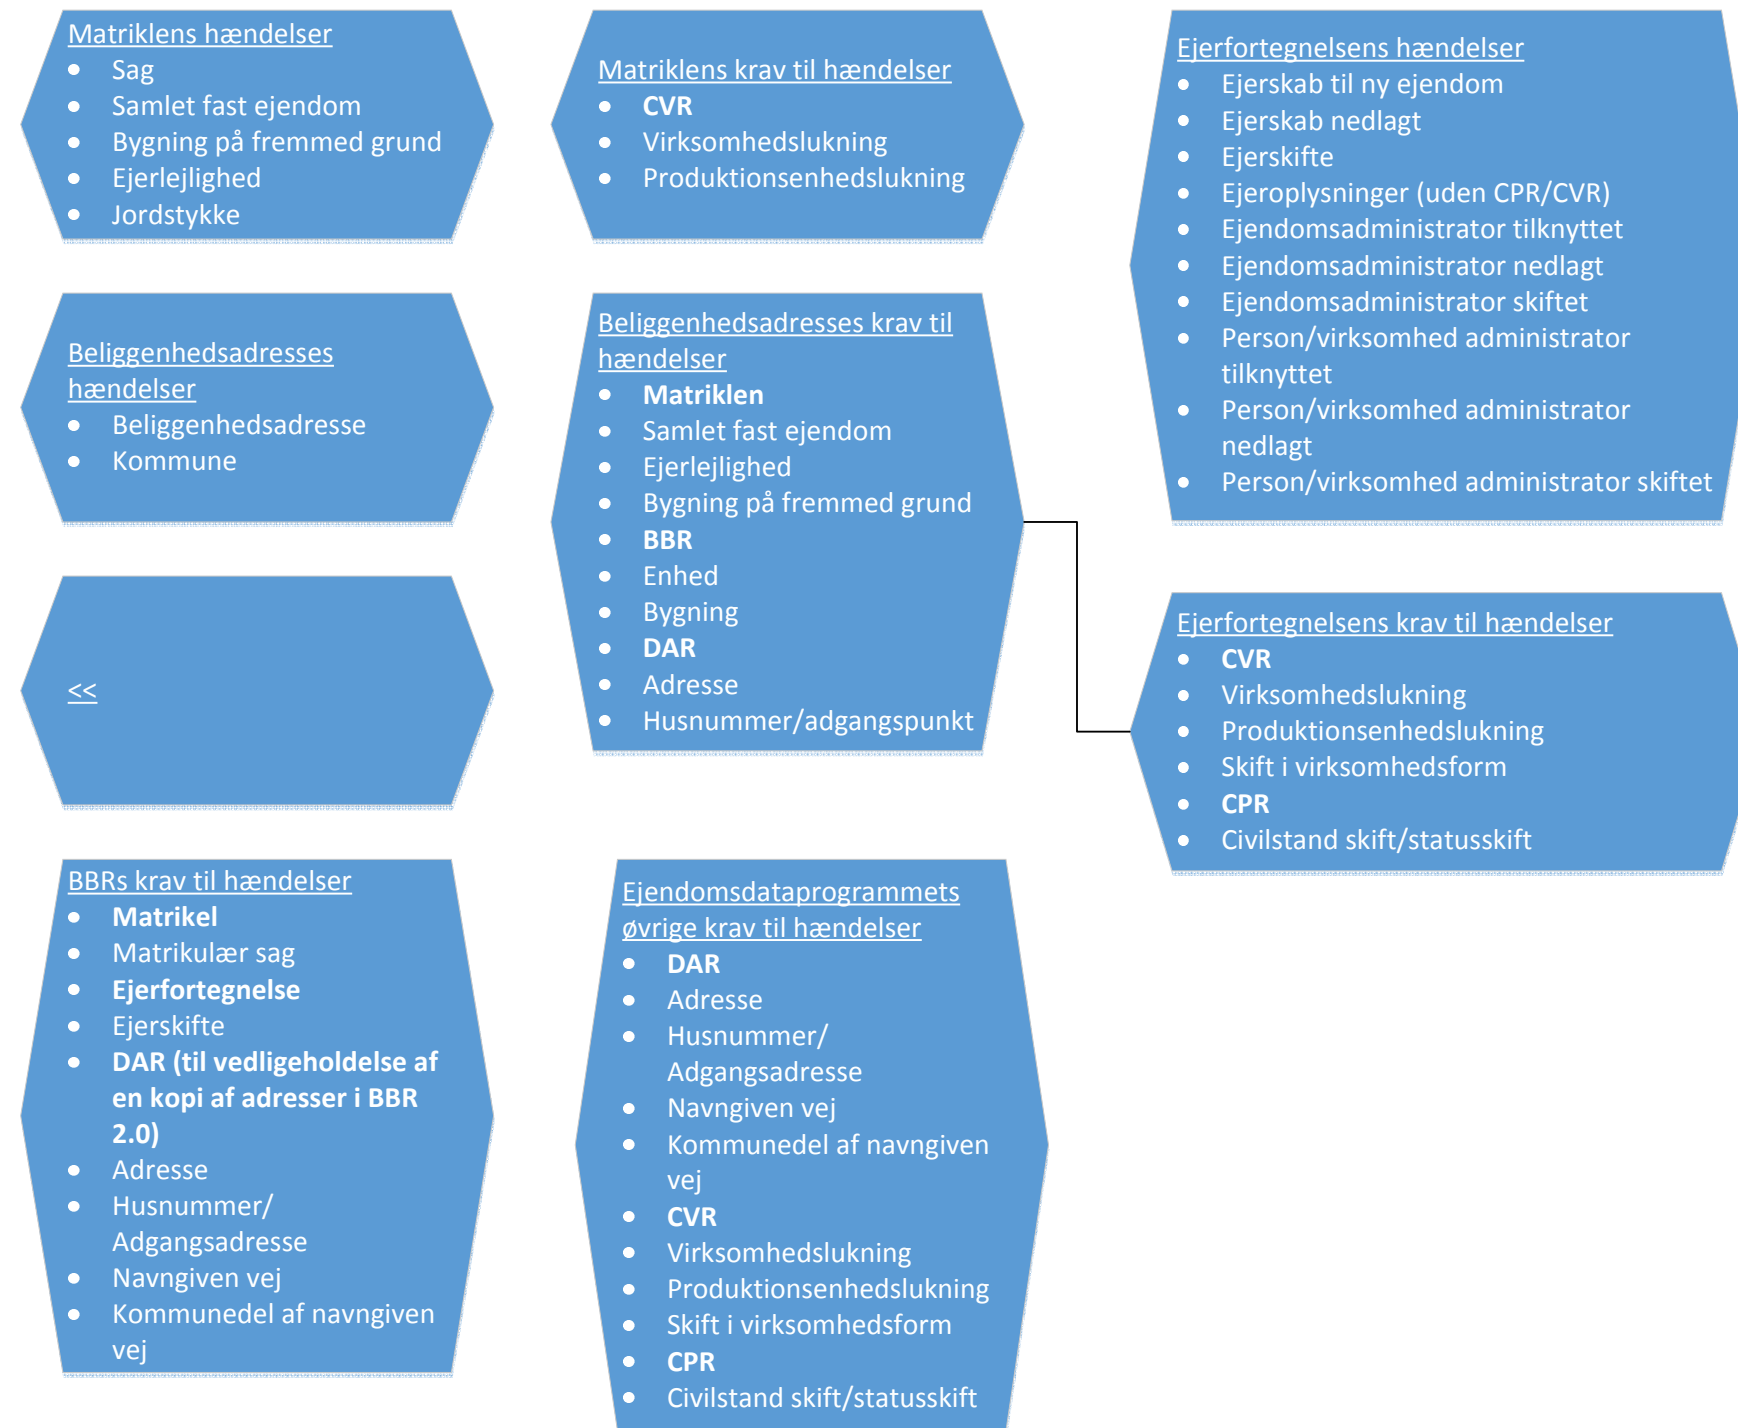 Matriklens hændelser
• Sag
• Samlet fast ejendom
• Bygning på fremmed grund
• Ejerlejlighed
• Jordstykke
Matriklens krav til hændelser
• CVR
• Virksomhedslukning
• Produktionsenhedslukning
Ejerfortegnelsens hændelser
• Ejerskab til ny ejendom
• Ejerskab nedlagt
• Ejerskifte
• Ejeroplysninger (uden CPR/CVR)
• Ejendomsadministrator tilknyttet
• Ejendomsadministrator nedlagt
• Ejendomsadministrator skiftet
• Person/virksomhed administrator
tilknyttet
• Person/virksomhed administrator
nedlagt
• Person/virksomhed administrator skiftet
Beliggenhedsadresses
hændelser
• Beliggenhedsadresse
• Kommune
Beliggenhedsadresses krav til
hændelser
• Matriklen
• Samlet fast ejendom
• Ejerlejlighed
• Bygning på fremmed grund
• BBR
• Enhed
• Bygning
• DAR
• Adresse
• Husnummer/adgangspunkt
<<
Ejerfortegnelsens krav til hændelser
• CVR
• Virksomhedslukning
• Produktionsenhedslukning
• Skift i virksomhedsform
• CPR
• Civilstand skift/statusskift
BBRs krav til hændelser
• Matrikel
• Matrikulær sag
• Ejerfortegnelse
• Ejerskifte
• DAR (til vedligeholdelse af
en kopi af adresser i BBR
2.0)
• Adresse
• Husnummer/
Adgangsadresse
• Navngiven vej
• Kommunedel af navngiven
vej
Ejendomsdataprogrammets
øvrige krav til hændelser
• DAR
• Adresse
• Husnummer/
Adgangsadresse
• Navngiven vej
• Kommunedel af navngiven
vej
• CVR
• Virksomhedslukning
• Produktionsenhedslukning
• Skift i virksomhedsform
• CPR
• Civilstand skift/statusskift